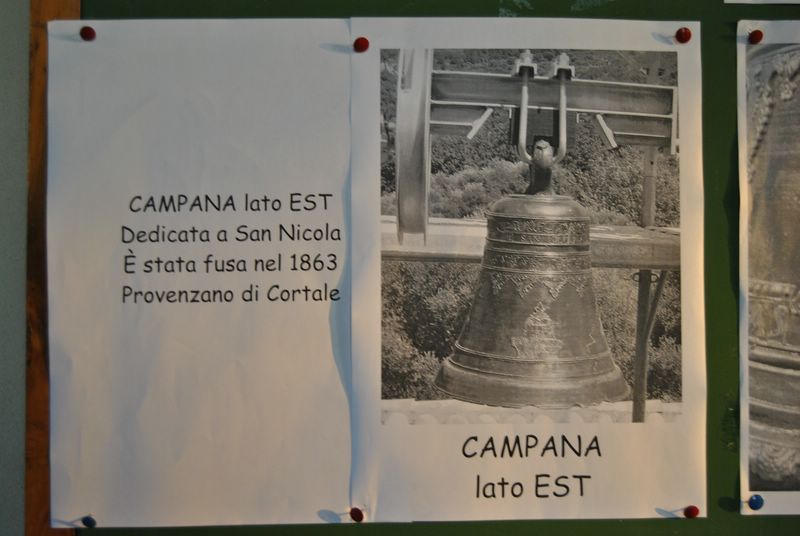 CAMPANA lato EST
Dedicata a San Nicola
È stata fusa nel 1863
Provenzano di Cortale
CAMPANA
lato EST